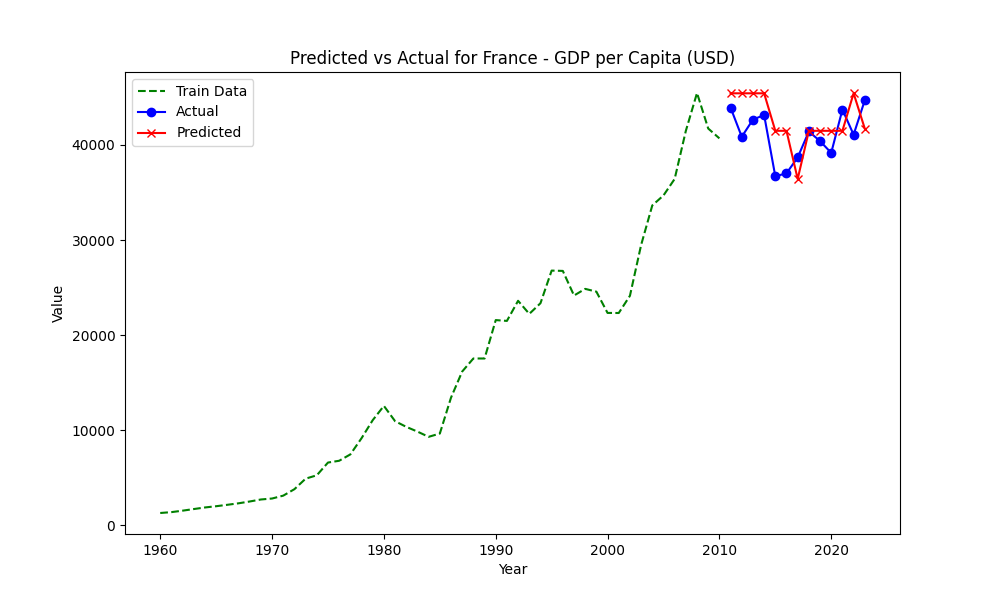 Predicted vs Actual for France - GDP per Capita (USD)
Train Data
Actual
Predicted
Value
40000
30000
20000
10000
0
1960 1970 1980 1990 2000 2010 2020
Year